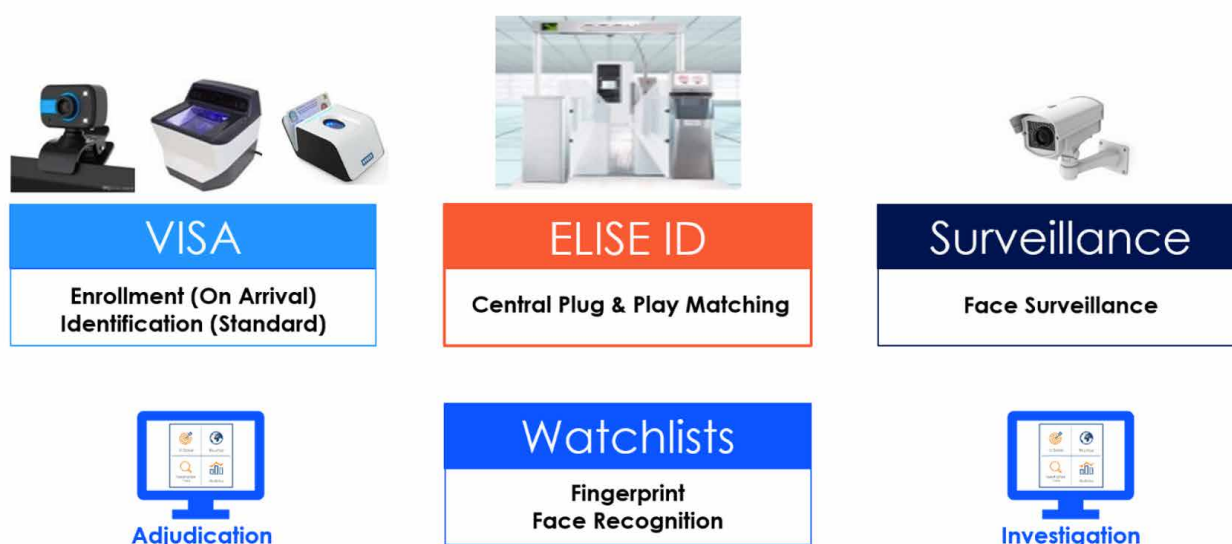 VISA
ELISE ID
Surveillance
Enrollment (On Arrival)
Identification (Standard)
Central Plug & Play Matching
Face Surveillance
Watchlists
Fingerprint
Face Recognition
Adjudication
Investigation